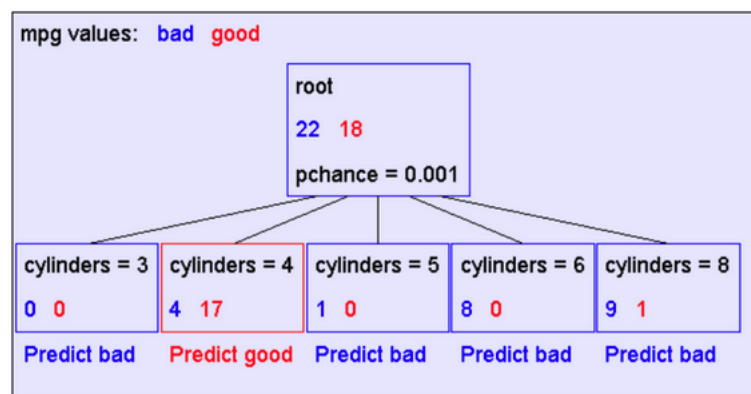 mpg values: bad good
root
22 18
pchance = 0.001
cylinders = 3 cylinders = 4 cylinders = 5 cylinders = 6 cylinders = 8
0 0 4 17 1 0 8 0 9 1
Predict bad Predict good Predict bad Predict bad Predict bad